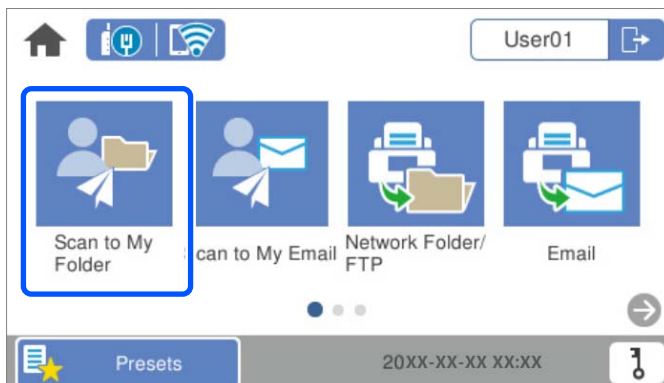 User01
Scan to My
Folder
can to My Email
Network Folder/
FTP
Email
Presets
20XX-XX-XX XX:XX